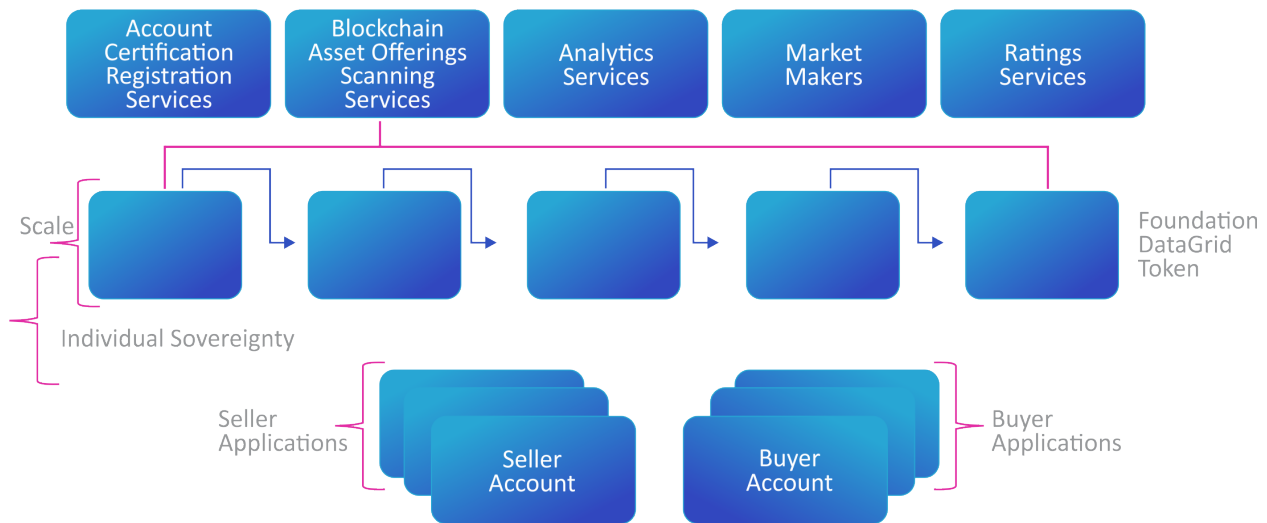 Account
Certification
Registration
Services
Blockchain
Asset Offerings
Scanning
Services
Analytics
Services
Market
Makers
Ratings
Services
Scale
Foundation
DataGrid
Token
Individual Sovereignty
Seller
Applications
Seller
Account
Buyer
Account
Buyer
Applications